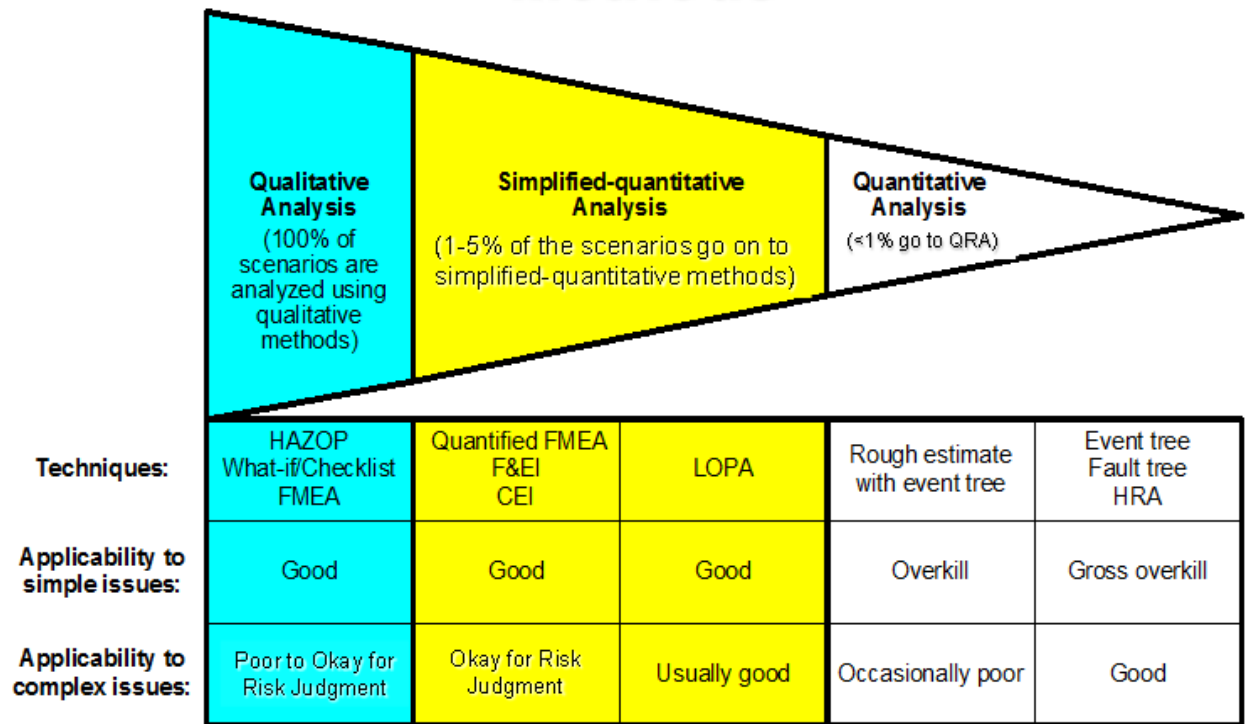 Qualitative
Analysis
(100% of
scenarios are
analyzed using
qualitative
methods)
Simplified-quantitative
Analysis
(1-5% of the scenarios go on to
simplified-quantitative methods)
Quantitative
Analysis
(<1% go to QRA)
Techniques:
HAZOP
What-if/Checklist
FMEA
Quantified FMEA
F&EI
CEI
LOPA
Rough estimate
with event tree
Event tree
Fault tree
HRA
Applicability to
simple issues:
Good
Good
Good
Overkill
Gross overkill
Applicability to
complex issues:
Poor to Okay for
Risk Judgment
Okay for Risk
Judgment
Usually good
Occasionally poor
Good